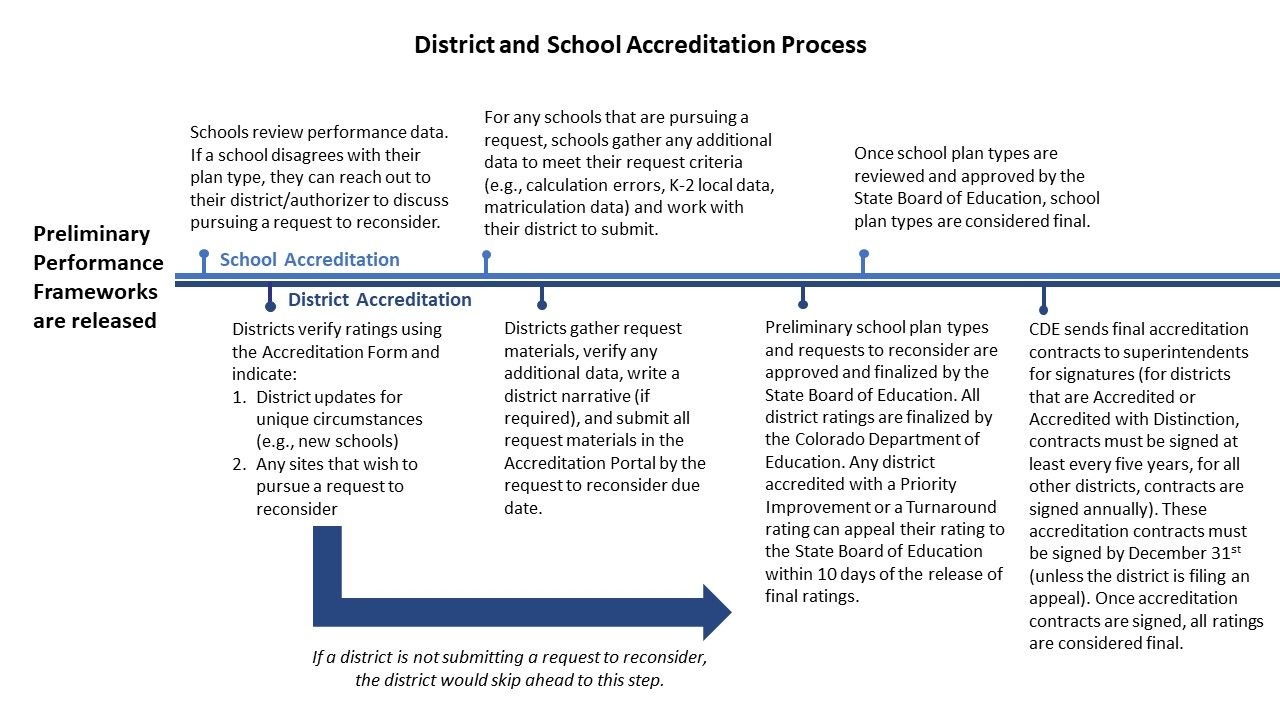 District and School Accreditation Process
Preliminary
Performance
Frameworks
are released
Schools review performance data.
If a school disagrees with their
plan type, they can reach out to
their district/authorizer to discuss
pursuing a request to reconsider.
For any schools that are pursuing a
request, schools gather any additional
data to meet their request criteria
(e.g., calculation errors, K-2 local data,
matriculation data) and work with
their district to submit.
Once school plan types are
reviewed and approved by the
State Board of Education, school
plan types are considered final.
School Accreditation
District Accreditation
Districts verify ratings using
the Accreditation Form and
indicate:
1. District updates for
unique circumstances
(e.g., new schools)
2. Any sites that wish to
pursue a request to
reconsider
Districts gather request
materials, verify any
additional data, write a
district narrative (if
required), and submit all
request materials in the
Accreditation Portal by the
request to reconsider due
date.
Preliminary school plan types
and requests to reconsider are
approved and finalized by the
State Board of Education. All
district ratings are finalized by
the Colorado Department of
Education. Any district
accredited with a Priority
Improvement or a Turnaround
rating can appeal their rating to
the State Board of Education
within 10 days of the release of
final ratings.
CDE sends final accreditation
contracts to superintendents
for signatures (for districts
that are Accredited or
Accredited with Distinction,
contracts must be signed at
least every five years, for all
other districts, contracts are
signed annually). These
accreditation contracts must
be signed by December 31st
(unless the district is filing an
appeal). Once accreditation
contracts are signed, all ratings
are considered final.
If a district is not submitting a request to reconsider,
the district would skip ahead to this step.